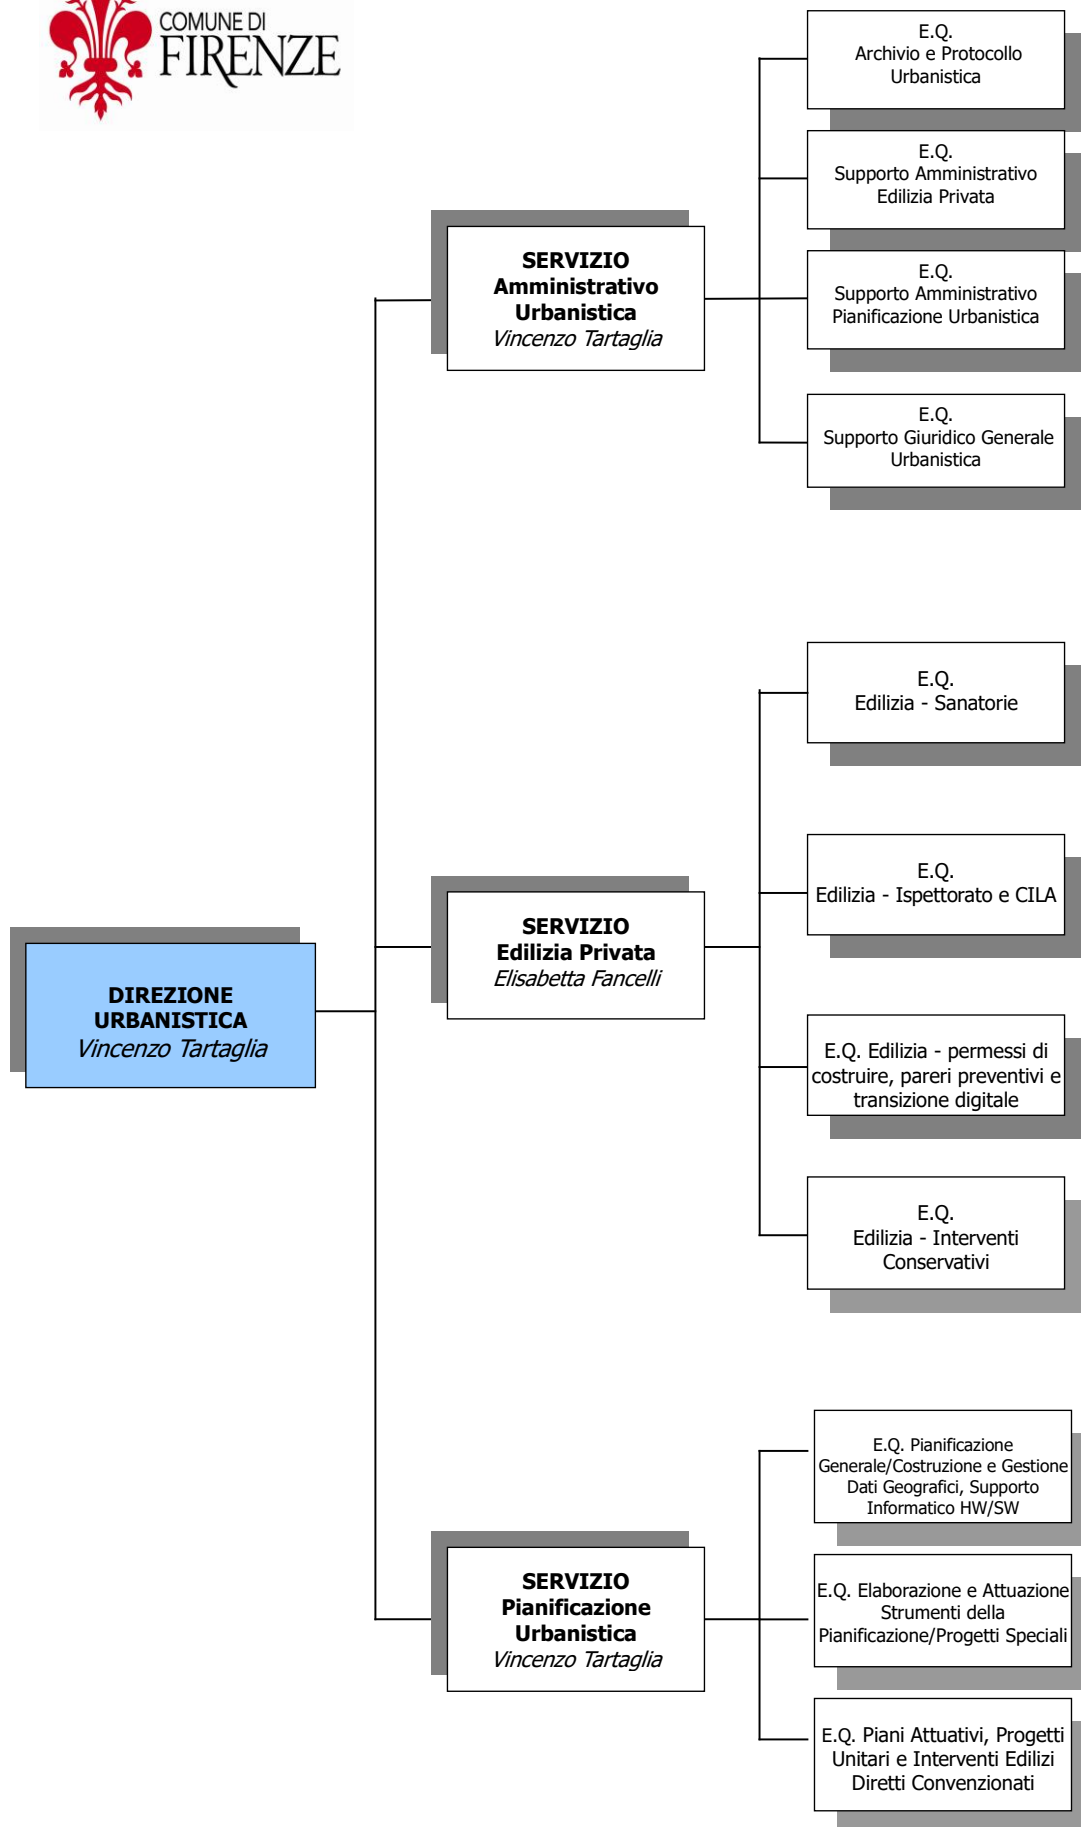 COMUNE DI
FIRENZE
DIREZIONE
URBANISTICA
Vincenzo Tartaglia
SERVIZIO
Amministrativo
Urbanistica
Vincenzo Tartaglia
E.Q.
Archivio e Protocollo
Urbanistica
E.Q.
Supporto Amministrativo
Edilizia Privata
E.Q.
Supporto Amministrativo
Pianificazione Urbanistica
E.Q.
Supporto Giuridico Generale
Urbanistica
SERVIZIO
Edilizia Privata
Elisabetta Fancelli
E.Q.
Edilizia - Sanatorie
E.Q.
Edilizia - Ispettorato e CILA
E.Q. Edilizia - permessi di
costruire, pareri preventivi e
transizione digitale
E.Q.
Edilizia - Interventi
Conservativi
SERVIZIO
Pianificazione
Urbanistica
Vincenzo Tartaglia
E.Q. Pianificazione
Generale/Costruzione e Gestione
Dati Geografici, Supporto
Informatico HW/SW
E.Q. Elaborazione e Attuazione
Strumenti della
Pianificazione/Progetti Speciali
E.Q. Piani Attuativi, Progetti
Unitari e Interventi Edilizi
Diretti Convenzionati